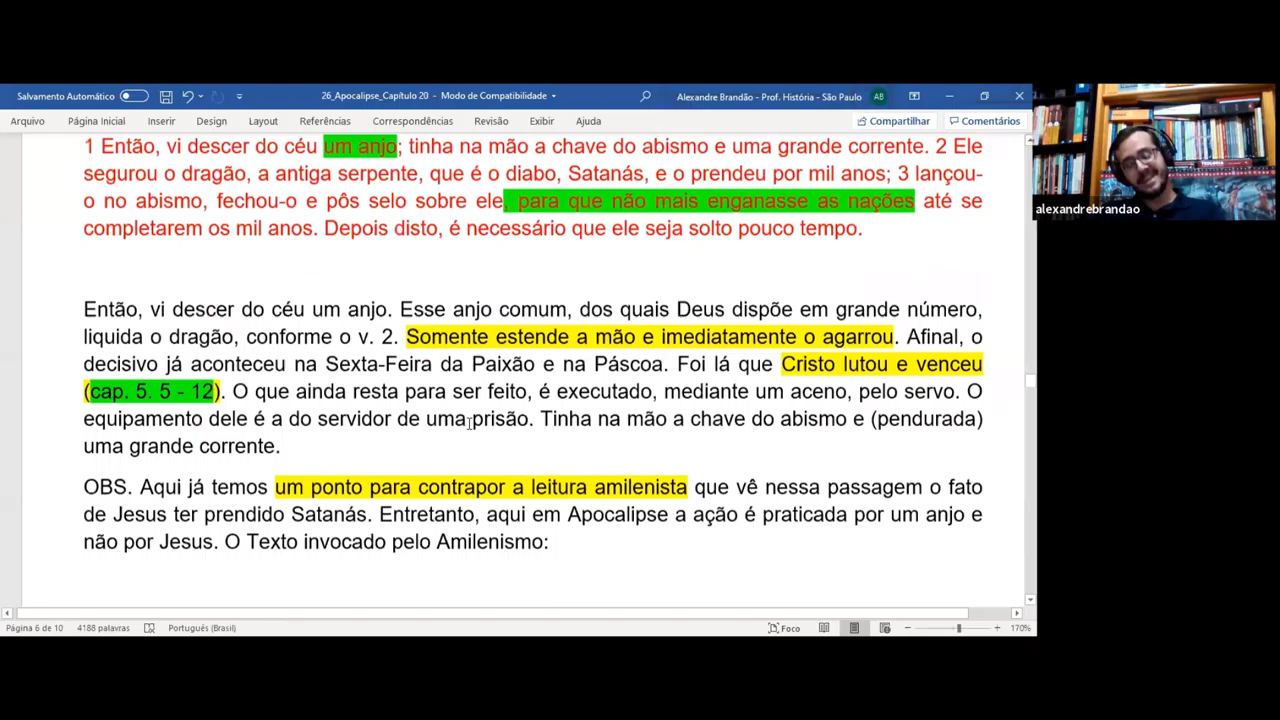 Salvamento Automático
26_Apocalipse_Capítulo 20 - Modo de Compatibilidade
Alexandre Brandão - Prof. História - São Paulo AB
Arquivo Página Inicial Inserir Design Layout Referências Correspondências Revisão Exibir Ajuda Compartilhar Comentários
1 Então, vi descer do céu um anjo; tinha na mão a chave do abismo e uma grande corrente. 2 Ele
segurou o dragão, a antiga serpente, que é o diabo, Satanás, e o prendeu por mil anos; 3 lançou-
o no abismo, fechou-o e pôs selo sobre ele, para que não mais enganasse as nações até se
completarem os mil anos. Depois disto, é necessário que ele seja solto pouco tempo.
alexandrebrandao
Então, vi descer do céu um anjo. Esse anjo comum, dos quais Deus dispõe em grande número,
liquida o dragão, conforme o v. 2. Somente estende a mão e imediatamente o agarrou. Afinal, o
decisivo já aconteceu na Sexta-Feira da Paixão e na Páscoa. Foi lá que Cristo lutou e venceu
(cap. 5. 5 - 12). O que ainda resta para ser feito, é executado, mediante um aceno, pelo servo. O
equipamento dele é a do servidor de uma prisão. Tinha na mão a chave do abismo e (pendurada)
uma grande corrente.
OBS. Aqui já temos um ponto para contrapor a leitura amilenista que vê nessa passagem o fato
de Jesus ter prendido Satanás. Entretanto, aqui em Apocalipse a ação é praticada por um anjo e
não por Jesus. O Texto invocado pelo Amilenismo:
Página 6 de 10 4188 palavras Português (Brasil) Foco 170%